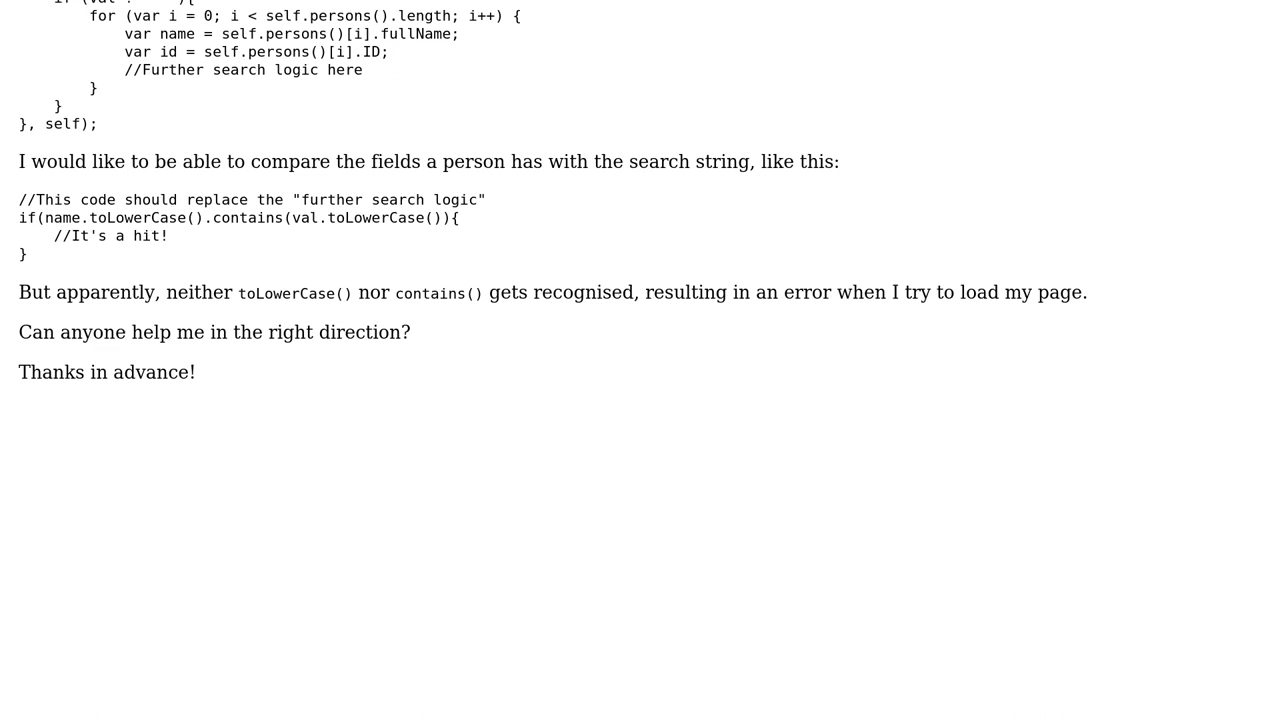 for (var i = 0; i < self.persons().length; i++) {
var name = self.persons()[i].fullName;
var id = self.persons()[i].ID;
//Further search logic here
}
}
}, self);
I would like to be able to compare the fields a person has with the search string, like this:
//This code should replace the "further search logic"
if(name.toLowerCase().contains(val.toLowerCase()){
//It's a hit!
}
But apparently, neither toLowerCase() nor contains() gets recognised, resulting in an error when I try to load my page.
Can anyone help me in the right direction?
Thanks in advance!